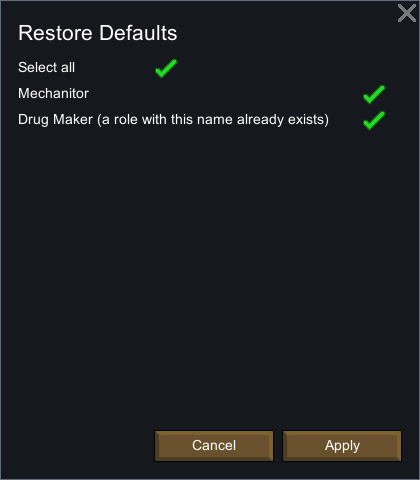 Restore Defaults
Select all
Mechanitor
Drug Maker (a role with this name already exists)
Cancel
Apply